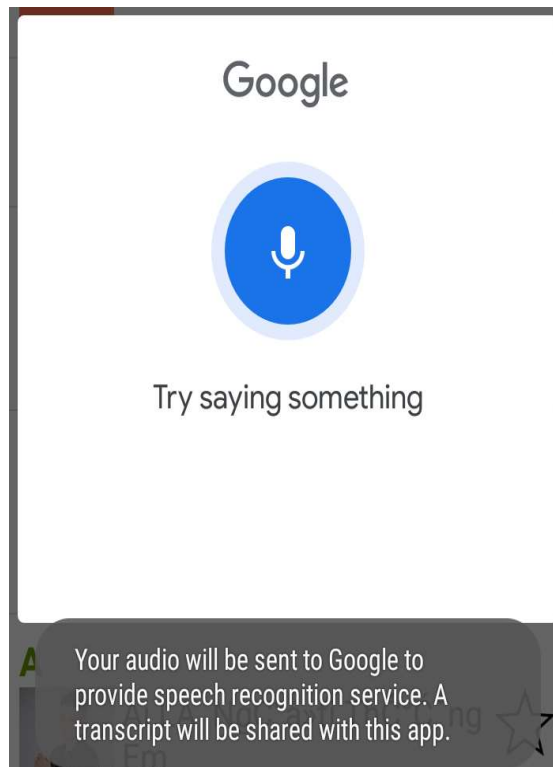 Google
Try saying something
Your audio will be sent to Google to
provide speech recognition service. A
transcript will be shared with this app.
A
Em